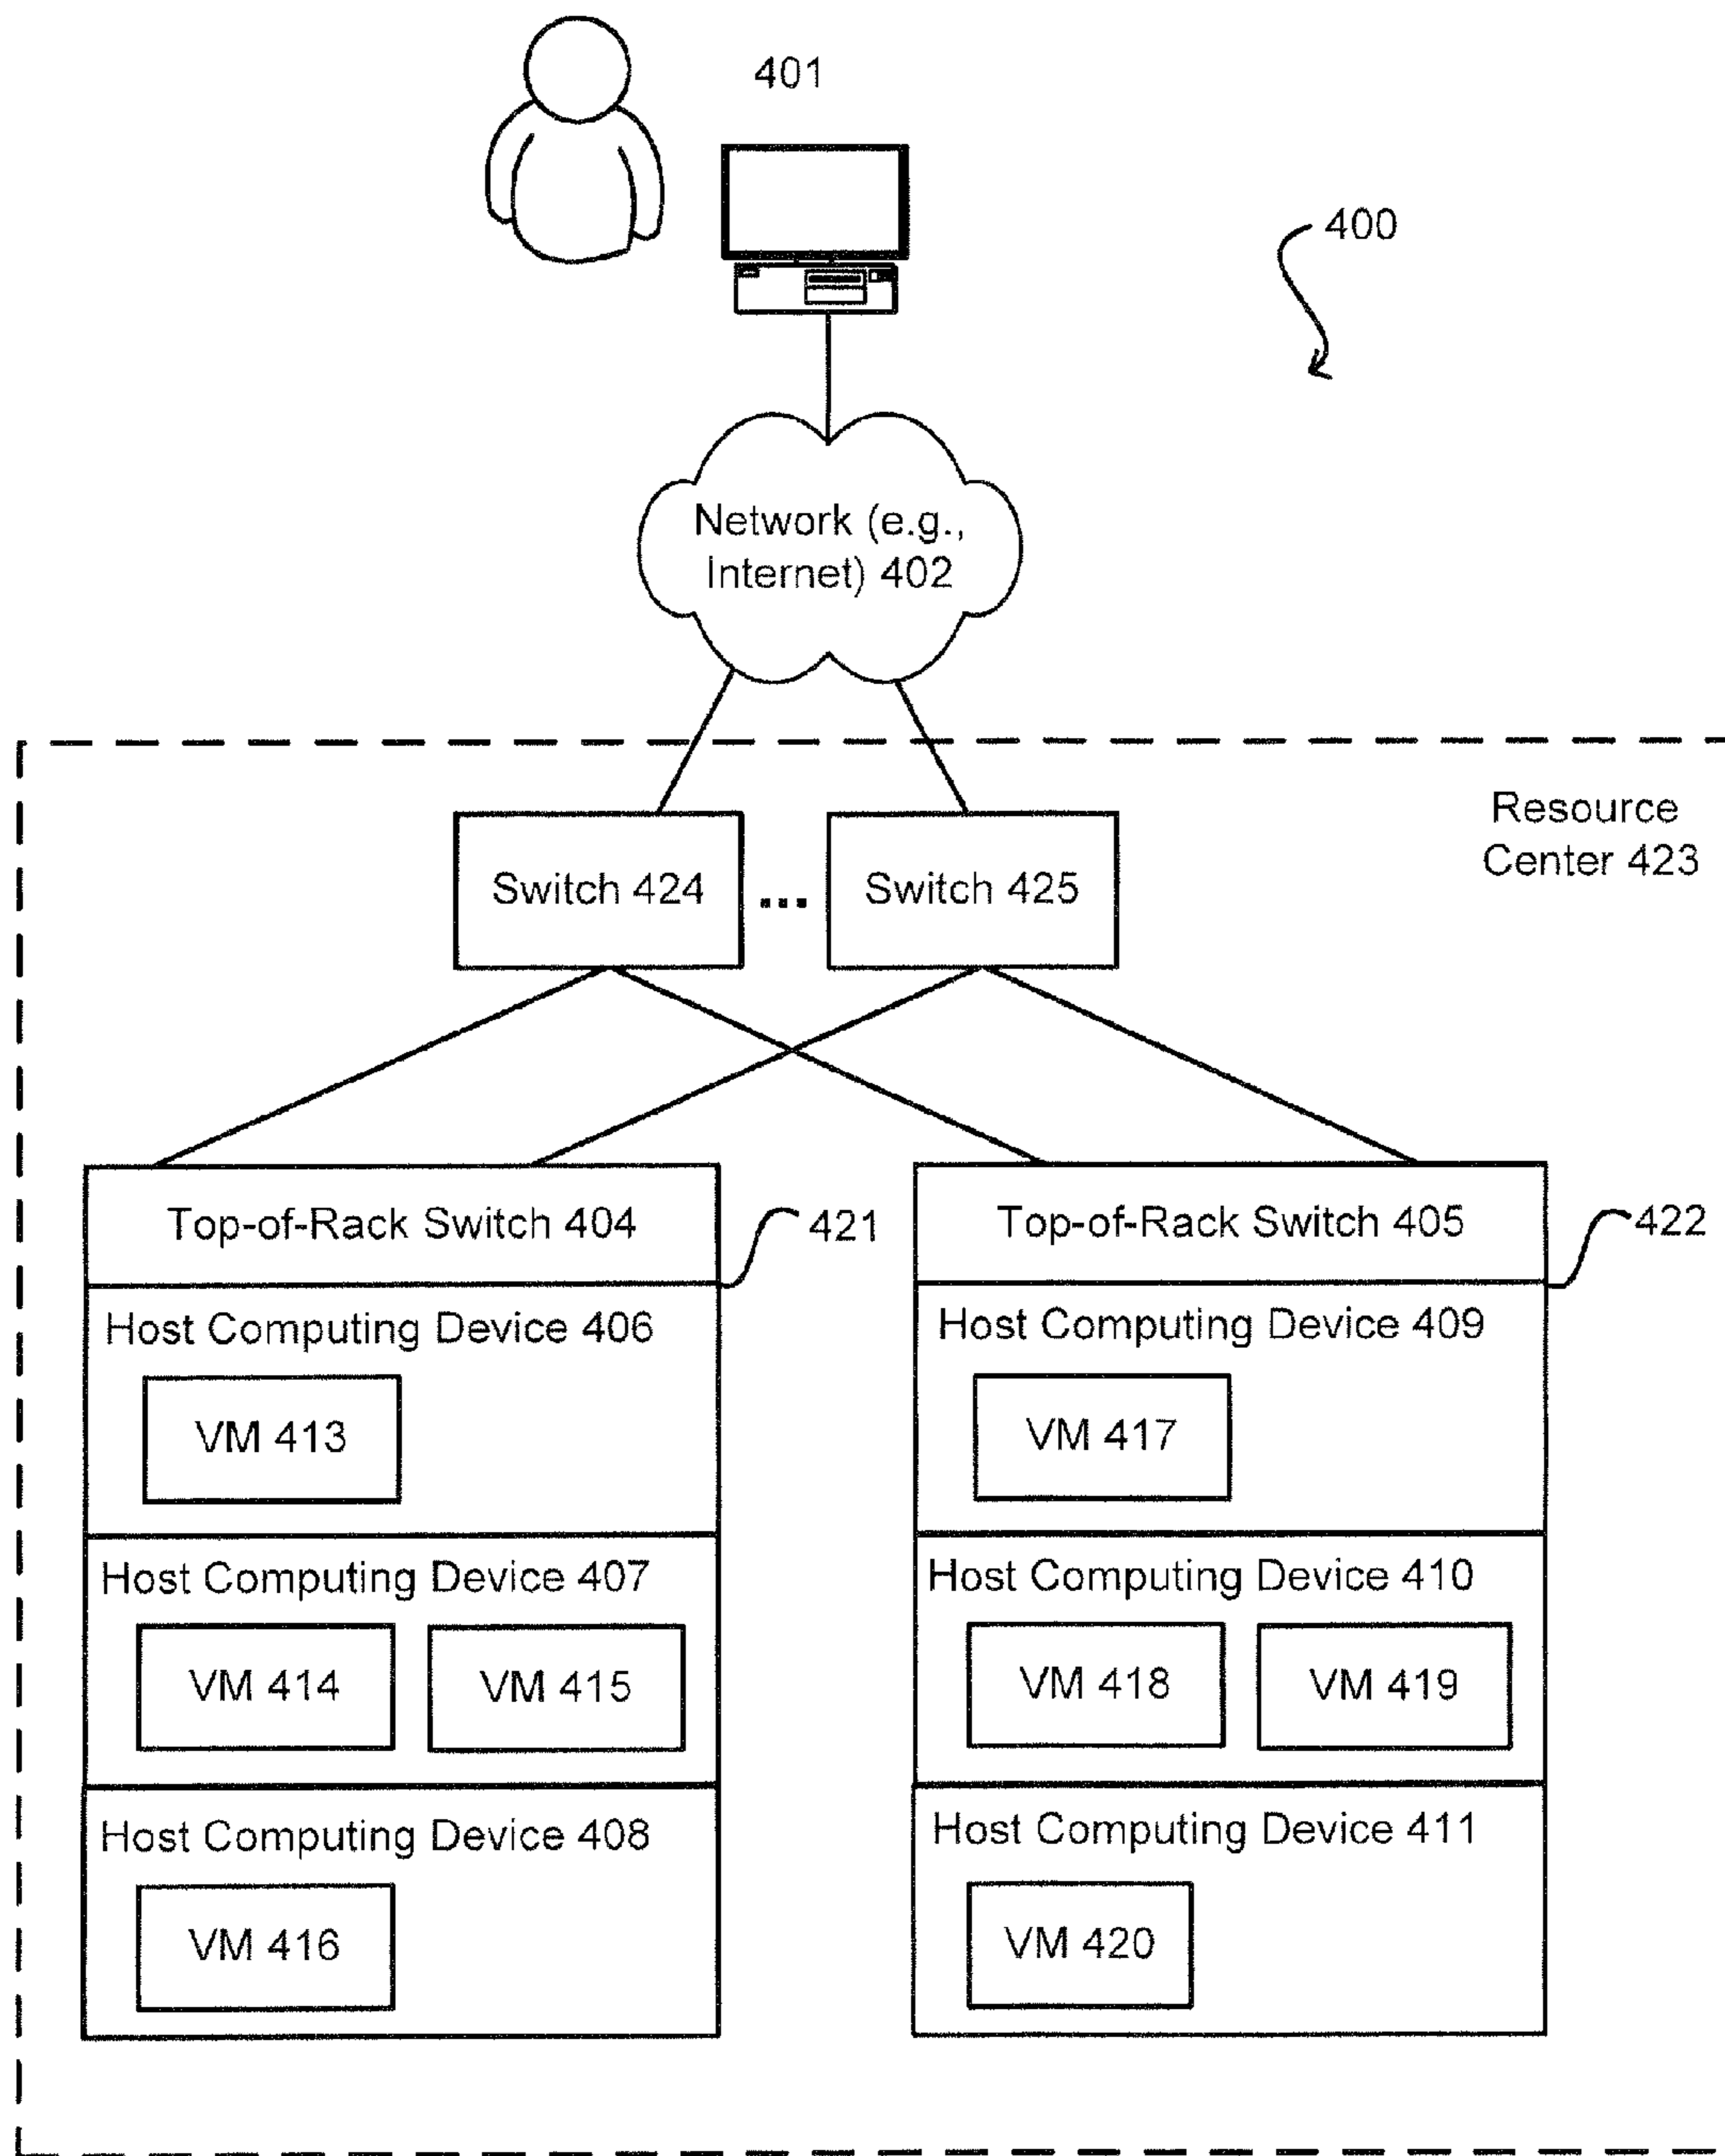 401
400
Network (e.g.,
Internet) 402
Resource
Center 423
Switch 424
...
Switch 425
Top-of-Rack Switch 404
421
Top-of-Rack Switch 405
422
Host Computing Device 406
VM 413
Host Computing Device 409
VM 417
Host Computing Device 407
VM 414
VM 415
Host Computing Device 410
VM 418
VM 419
Host Computing Device 408
VM 416
Host Computing Device 411
VM 420